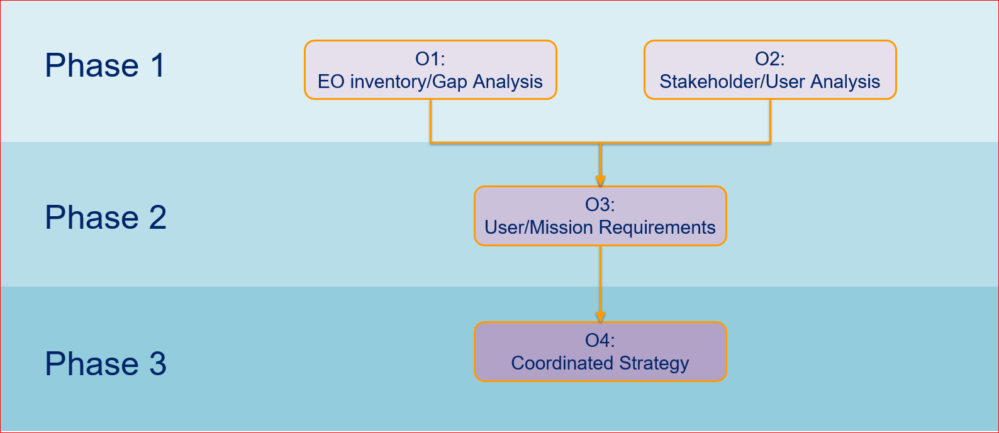 Phase 1
O1:
EO inventory/Gap Analysis
O2:
Stakeholder/User Analysis
Phase 2
O3:
User/Mission Requirements
Phase 3
O4:
Coordinated Strategy